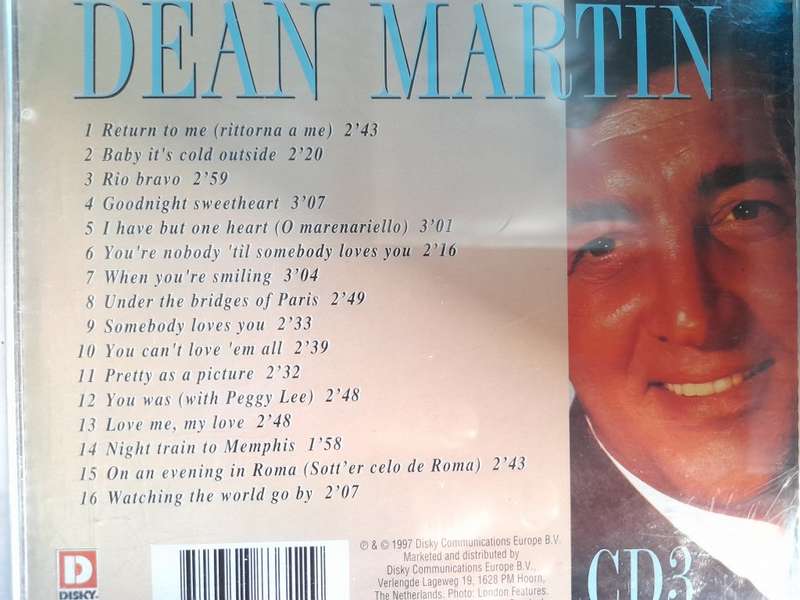 DEAN MARTIN
1 Return to me (rittorna a me) 2'43
2 Baby it's cold outside 2'20
3 Rio bravo 2'59
4 Goodnight sweetheart 3'07
5 I have but one heart (O marenariello) 3'01
6 You're nobody 'til somebody loves you 2'16
7 When you're smiling 3'04
8 Under the bridges of Paris 2'49
9 Somebody loves you 2'33
10 You can't love 'em all 2'39
11 Pretty as a picture 2'32
12 You was (with Peggy Lee) 2'48
13 Love me, my love 2'48
14 Night train to Memphis 1'58
15 On an evening in Roma (Sott'er celo de Roma) 2'43
16 Watching the world go by 2'07
D
DISKY
℗ & © 1997 Disky Communications Europe B.V.
Marketed and distributed by
Disky Communications Europe B.V.,
Verlengde Lageweg 19, 1628 PM Hoorn,
The Netherlands. Photo: London Features.
CD3